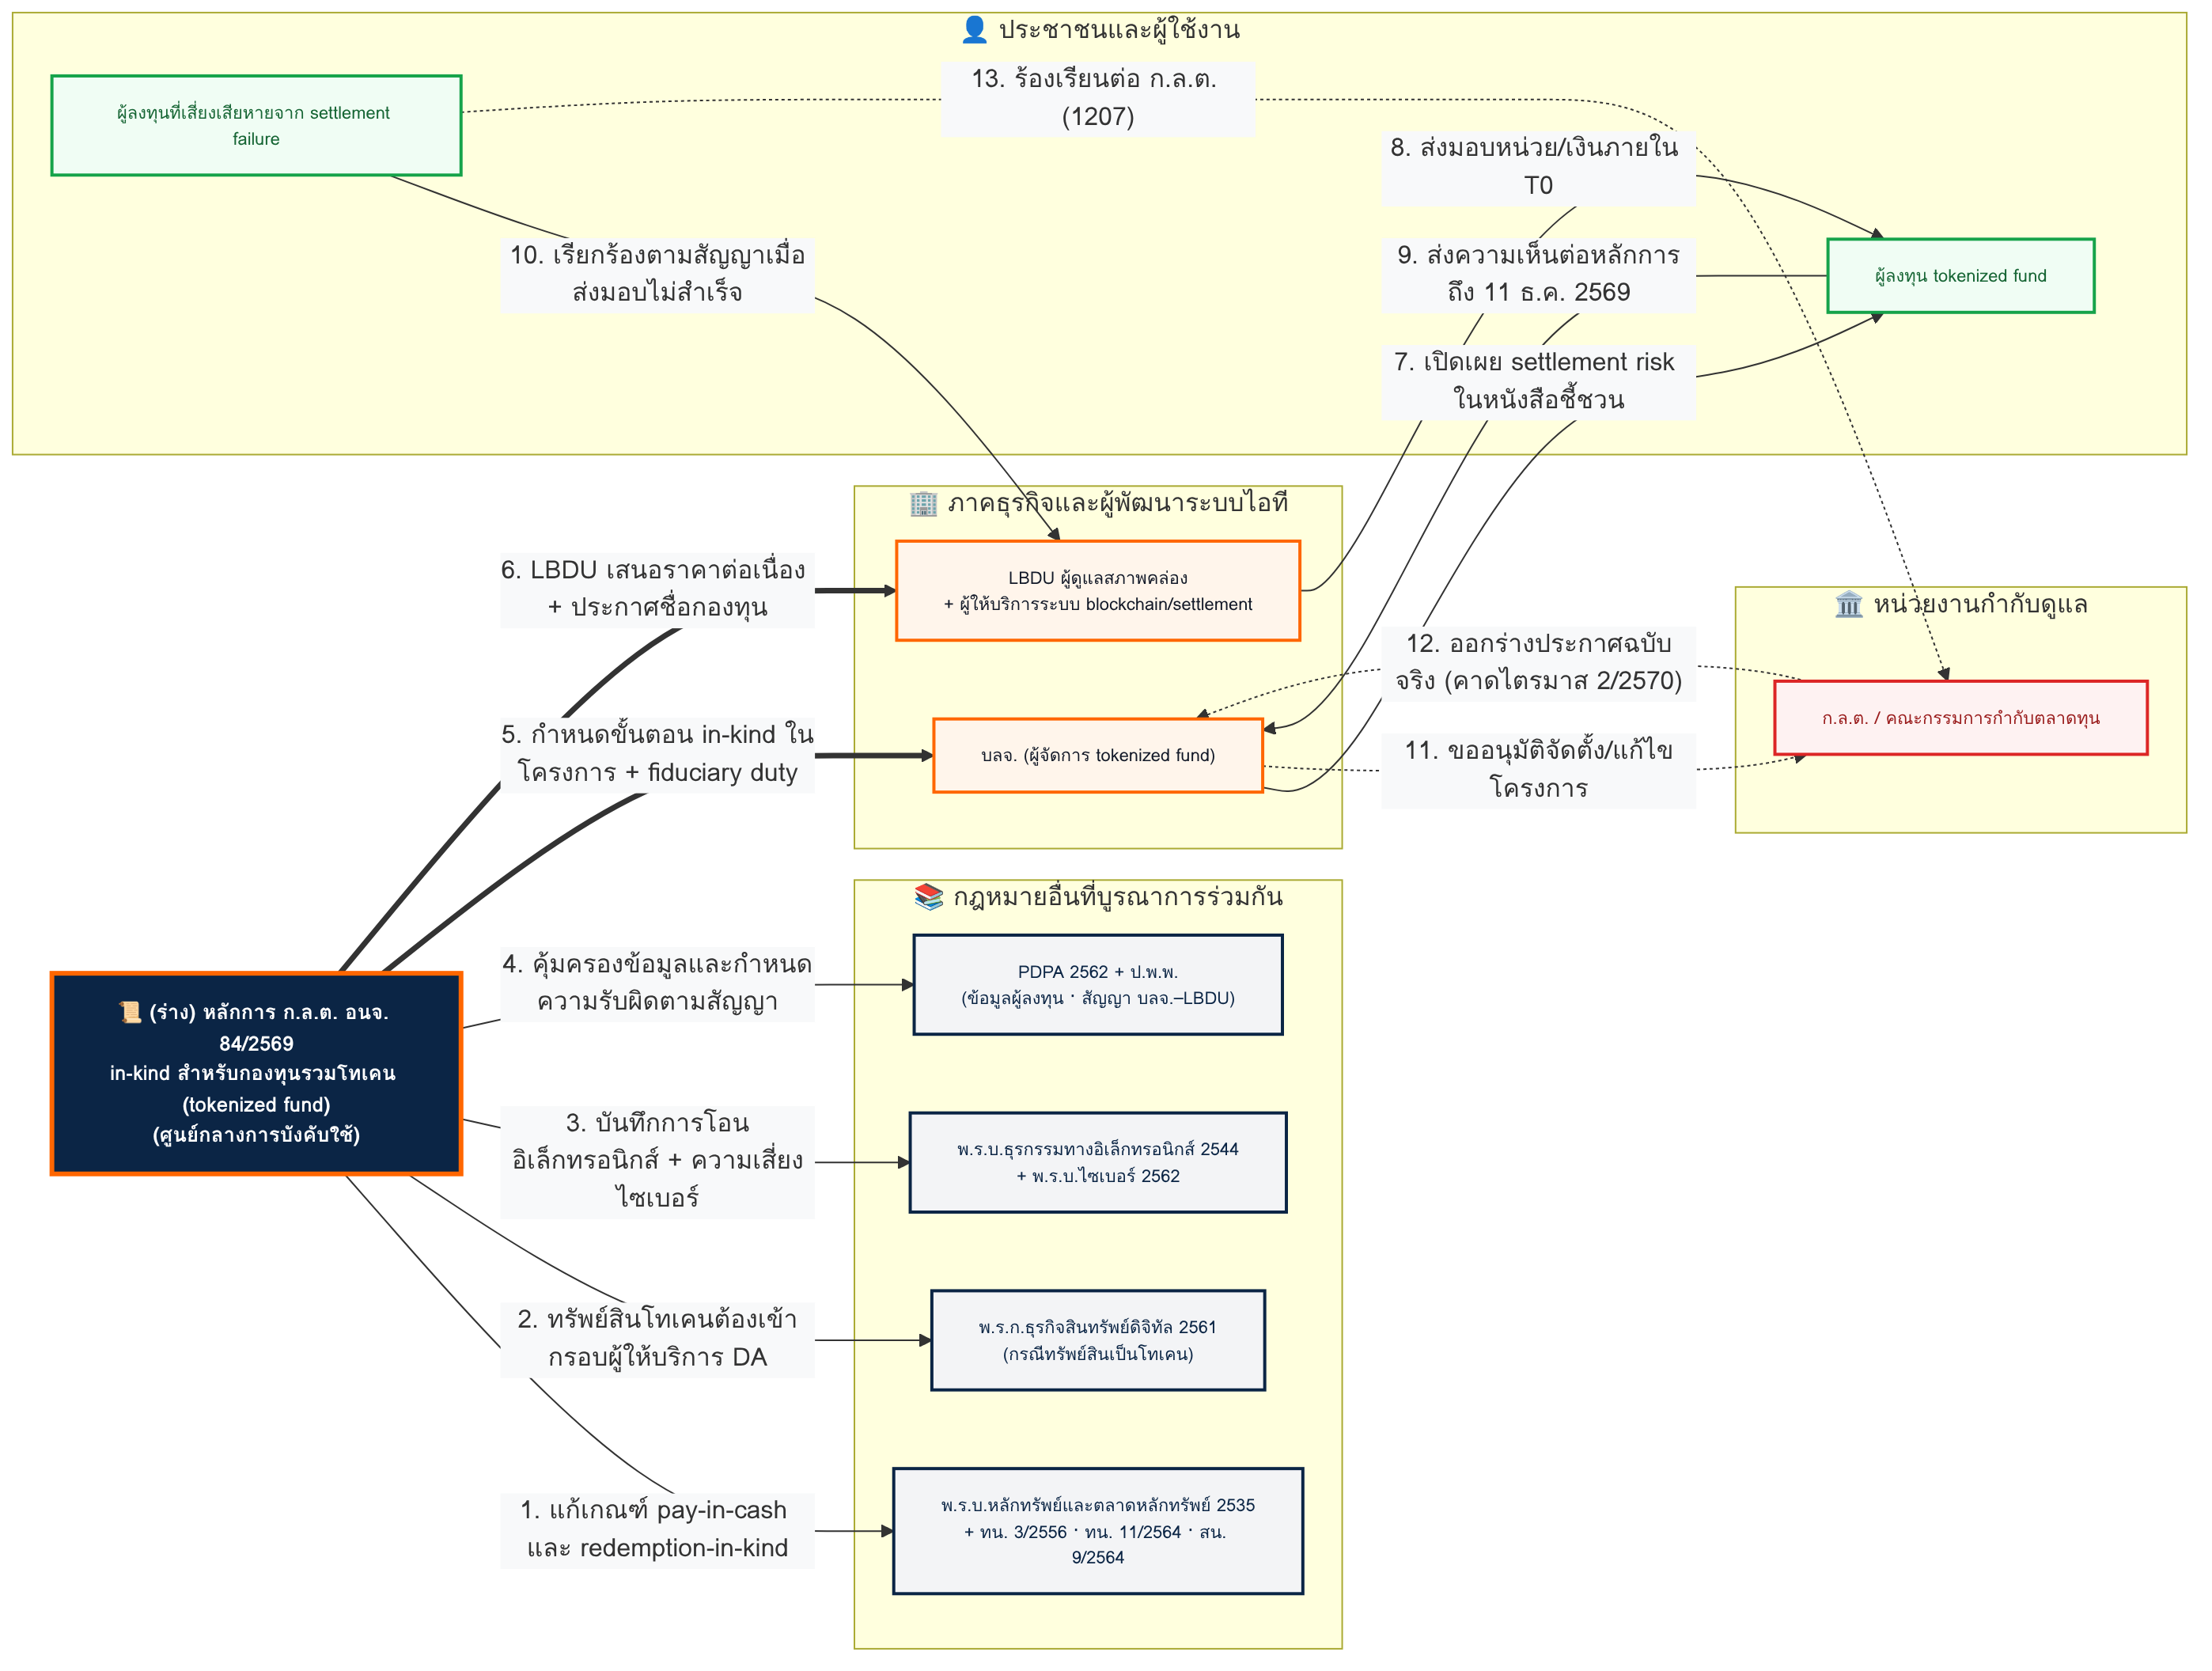 👤 ประชาชนและผู้ใช้งาน
ผู้ลงทุนที่เสี่ยงเสียหายจาก settlement
failure
13. ร้องเรียนต่อ ก.ล.ต.
(1207)
8. ส่งมอบหน่วย/เงินภายใน
T0
10. เรียกร้องตามสัญญาเมื่อ
ส่งมอบไม่สำเร็จ
9. ส่งความเห็นต่อหลักการ
ถึง 11 ธ.ค. 2569
ผู้ลงทุน tokenized fund
7. เปิดเผย settlement risk
ในหนังสือชี้ชวน
🏢 ภาคธุรกิจและผู้พัฒนาระบบไอที
6. LBDU เสนอราคาต่อเนื่อง
+ ประกาศชื่อกองทุน
LBDU ผู้ดูแลสภาพคล่อง
+ ผู้ให้บริการระบบ blockchain/settlement
🏛️ หน่วยงานกำกับดูแล
12. ออกร่างประกาศฉบับ
จริง (คาดไตรมาส 2/2570)
ก.ล.ต. / คณะกรรมการกำกับตลาดทุน
5. กำหนดขั้นตอน in-kind ใน
โครงการ + fiduciary duty
บลจ. (ผู้จัดการ tokenized fund)
11. ขออนุมัติจัดตั้ง/แก้ไข
โครงการ
📚 กฎหมายอื่นที่บูรณาการร่วมกัน
4. คุ้มครองข้อมูลและกำหนด
ความรับผิดตามสัญญา
PDPA 2562 + ป.พ.พ.
(ข้อมูลผู้ลงทุน · สัญญา บลจ.–LBDU)
📜 (ร่าง) หลักการ ก.ล.ต. อนจ.
84/2569
in-kind สำหรับกองทุนรวมโทเคน
(tokenized fund)
(ศูนย์กลางการบังคับใช้)
3. บันทึกการโอน
อิเล็กทรอนิกส์ + ความเสี่ยง
ไซเบอร์
พ.ร.บ.ธุรกรรมทางอิเล็กทรอนิกส์ 2544
+ พ.ร.บ.ไซเบอร์ 2562
2. ทรัพย์สินโทเคนต้องเข้า
กรอบผู้ให้บริการ DA
พ.ร.ก.ธุรกิจสินทรัพย์ดิจิทัล 2561
(กรณีทรัพย์สินเป็นโทเคน)
1. แก้เกณฑ์ pay-in-cash
และ redemption-in-kind
พ.ร.บ.หลักทรัพย์และตลาดหลักทรัพย์ 2535
+ ทน. 3/2556 · ทน. 11/2564 · สน.
9/2564